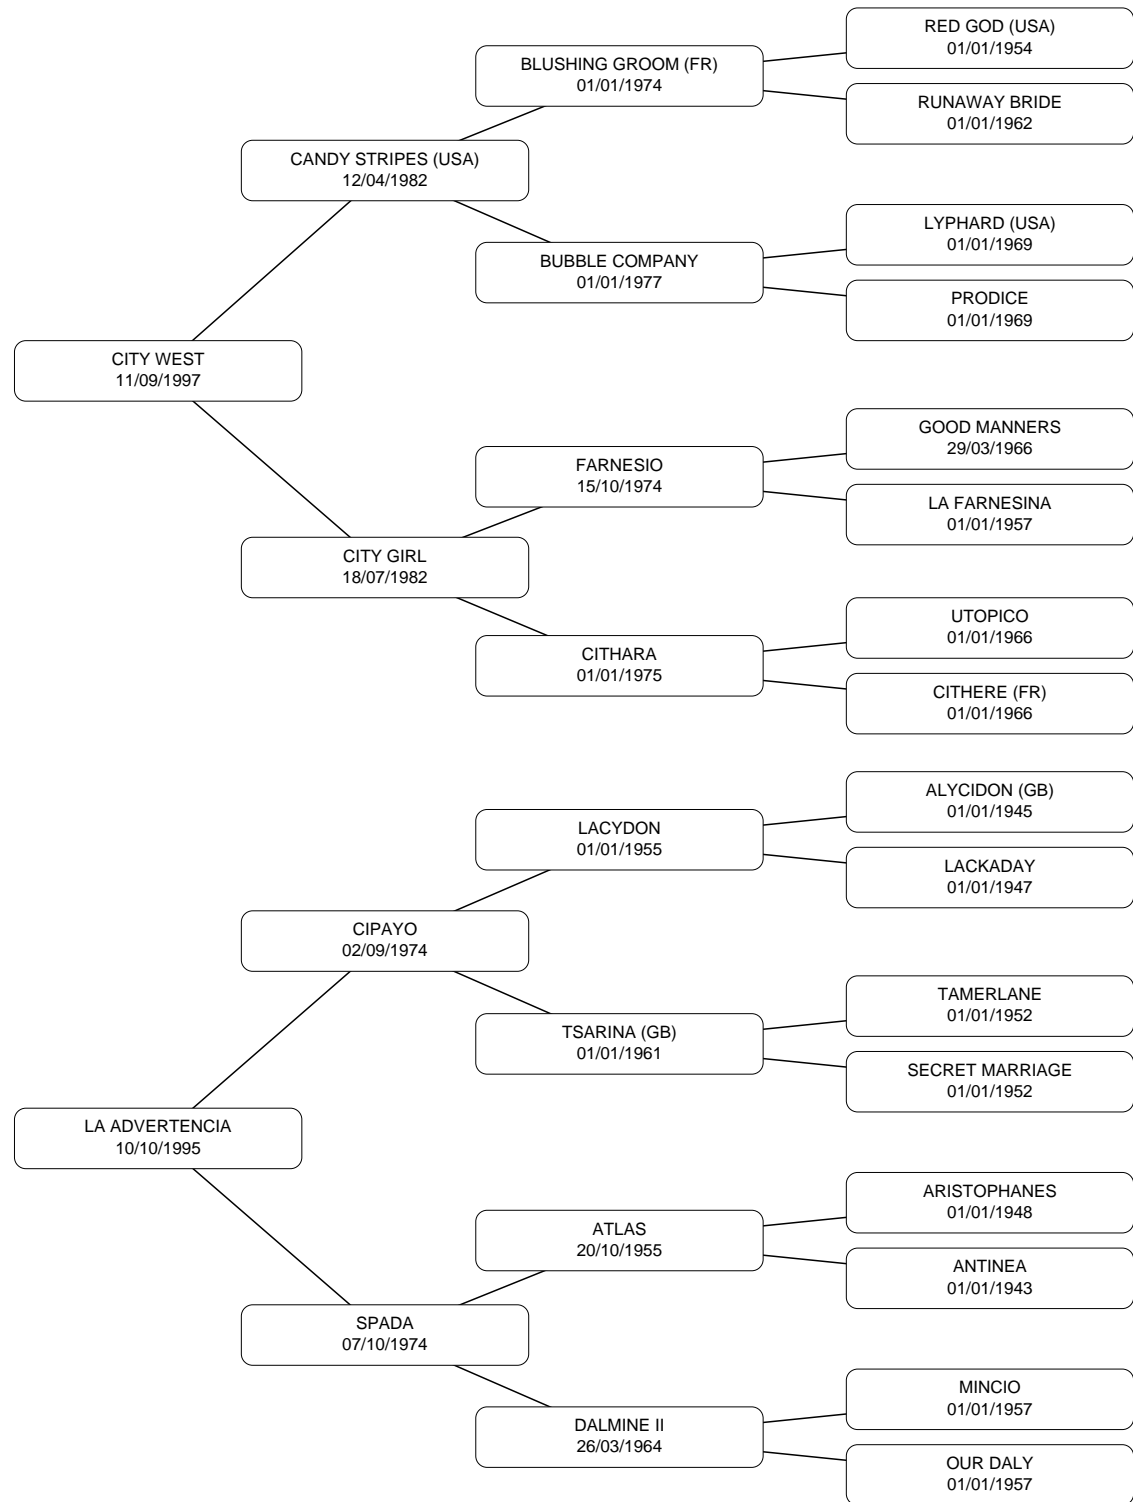 RED GOD (USA)
01/01/1954
BLUSHING GROOM (FR)
01/01/1974
RUNAWAY BRIDE
01/01/1962
CANDY STRIPES (USA)
12/04/1982
LYPHARD (USA)
01/01/1969
BUBBLE COMPANY
01/01/1977
PRODICE
01/01/1969
CITY WEST
11/09/1997
GOOD MANNERS
29/03/1966
FARNESIO
15/10/1974
LA FARNESINA
01/01/1957
CITY GIRL
18/07/1982
UTOPICO
01/01/1966
CITHARA
01/01/1975
CITHERE (FR)
01/01/1966
ALYCIDON (GB)
01/01/1945
LACYDON
01/01/1955
LACKADAY
01/01/1947
CIPAYO
02/09/1974
TAMERLANE
01/01/1952
TSARINA (GB)
01/01/1961
SECRET MARRIAGE
01/01/1952
LA ADVERTENCIA
10/10/1995
ARISTOPHANES
01/01/1948
ATLAS
20/10/1955
ANTINEA
01/01/1943
SPADA
07/10/1974
MINCIO
01/01/1957
DALMINE II
26/03/1964
OUR DALY
01/01/1957